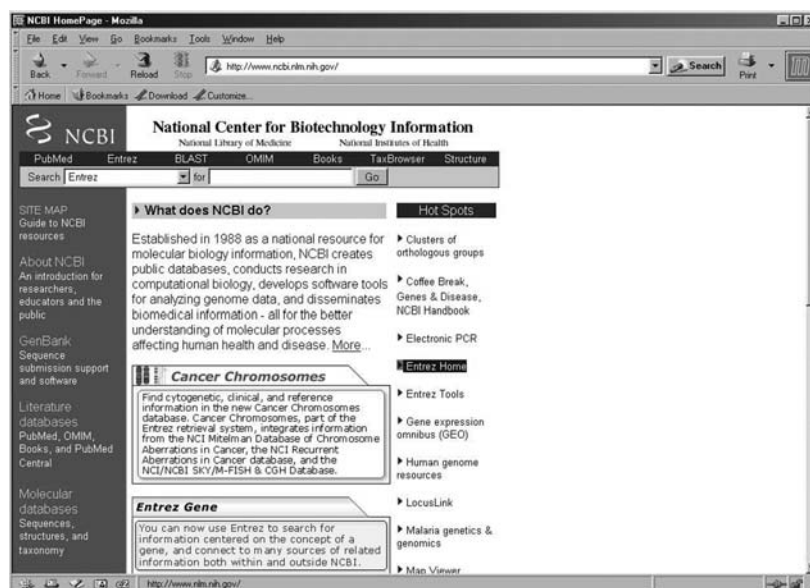 NCBI HomePage - Mozilla
File Edit View Go Bookmarks Tools Window Help
Back Forward Reload Stop http://www.ncbi.nlm.nih.gov/ Search Print
Home Bookmarks Download Customize...
NCBI
National Center for Biotechnology Information
National Library of Medicine National Institutes of Health
PubMed Entrez BLAST OMIM Books TaxBrowser Structure
Search Entrez for Go
SITE MAP
Guide to NCBI
resources
About NCBI
An introduction for
researchers,
educators and the
public
GenBank
Sequence
submission support
and software
Literature
databases
PubMed, OMIM,
Books, and PubMed
Central
Molecular
databases
Sequences,
structures, and
taxonomy
What does NCBI do?
Established in 1988 as a national resource for
molecular biology information, NCBI creates
public databases, conducts research in
computational biology, develops software tools
for analyzing genome data, and disseminates
biomedical information - all for the better
understanding of molecular processes
affecting human health and disease. More...
Cancer Chromosomes
Find cytogenetic, clinical, and reference
information in the new Cancer Chromosomes
database. Cancer Chromosomes, part of the
Entrez retrieval system, integrates information
from the NCI Mitelman Database of Chromosome
Aberrations in Cancer, the NCI Recurrent
Aberrations in Cancer database, and the
NCI/NCBI SKY/M-FISH & CGH Database.
Entrez Gene
You can now use Entrez to search for
information centered on the concept of a
gene, and connect to many sources of related
information both within and outside NCBI.
Hot Spots
Clusters of
orthologous groups
Coffee Break,
Genes & Disease,
NCBI Handbook
Electronic PCR
Entrez Home
Entrez Tools
Gene expression
omnibus (GEO)
Human genome
resources
LocusLink
Malaria genetics &
genomics
Map Viewer
http://www.nlm.nih.gov/